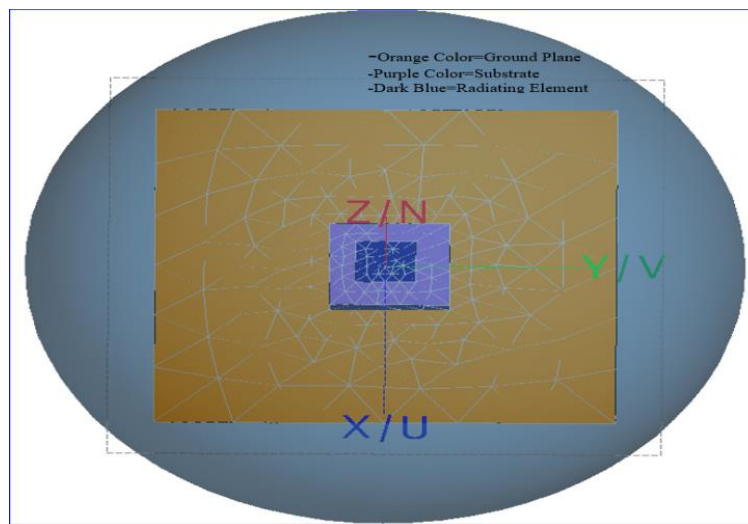 -Orange Color=Ground Plane
-Purple Color=Substrate
-Dark Blue=Radiating Element
Z/N
Y/V
X/U